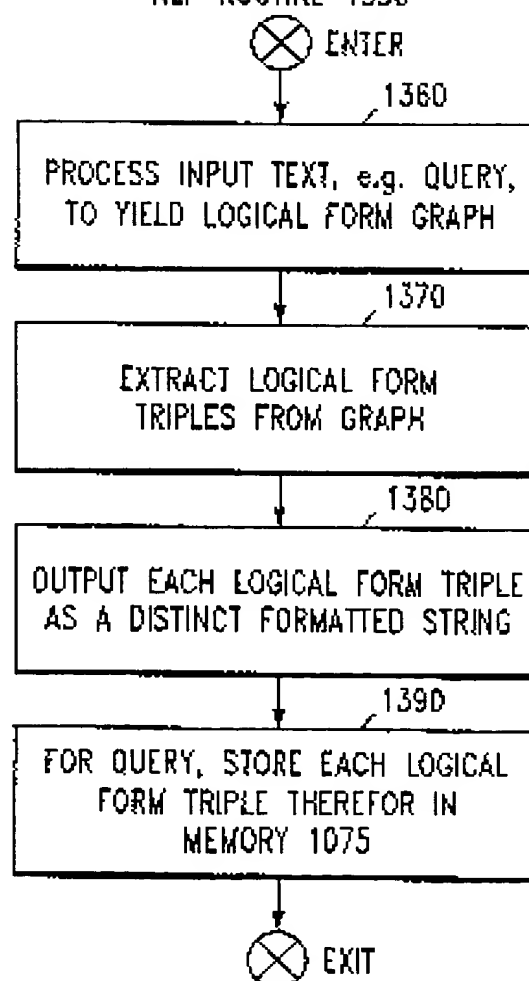 NLP ROUTINE
ENTER
1360
PROCESS INPUT TEXT, e.g. QUERY,
TO YIELD LOGICAL FORM GRAPH
1370
EXTRACT LOGICAL FORM
TRIPLES FROM GRAPH
1380
OUTPUT EACH LOGICAL FORM TRIPLE
AS A DISTINCT FORMATTED STRING
1390
FOR QUERY, STORE EACH LOGICAL
FORM TRIPLE THEREFOR IN
MEMORY 1075
EXIT